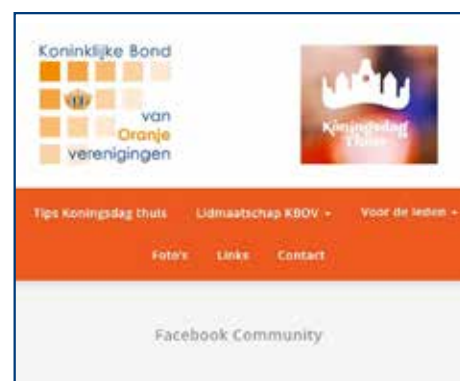 Koninklijke Bond
van
Oranje
verenigingen
Koningsdag
Thuis
Tips Koningsdag thuis Lidmaatschap KBOV Voor de leden
Foto's Links Contact
Facebook Community